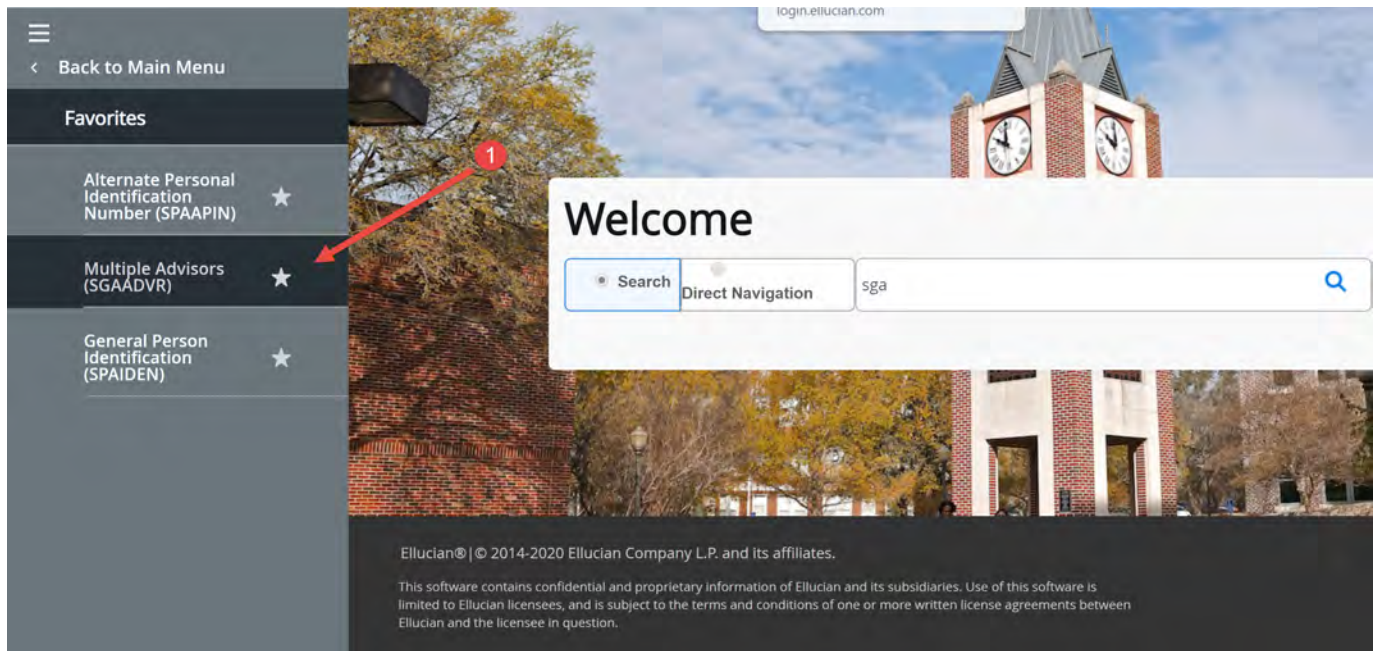 login.ellucian.com
Back to Main Menu
Favorites
Alternate Personal
Identification
Number (SPAAPIN)
Multiple Advisors
(SGAADVR)
General Person
Identification
(SPAIDEN)
1
Welcome
Search
Direct Navigation
sga
Ellucian®|© 2014-2020 Ellucian Company L.P. and its affiliates.
This software contains confidential and proprietary information of Ellucian and its subsidiaries. Use of this software is
limited to Ellucian licensees, and is subject to the terms and conditions of one or more written license agreements between
Ellucian and the licensee in question.